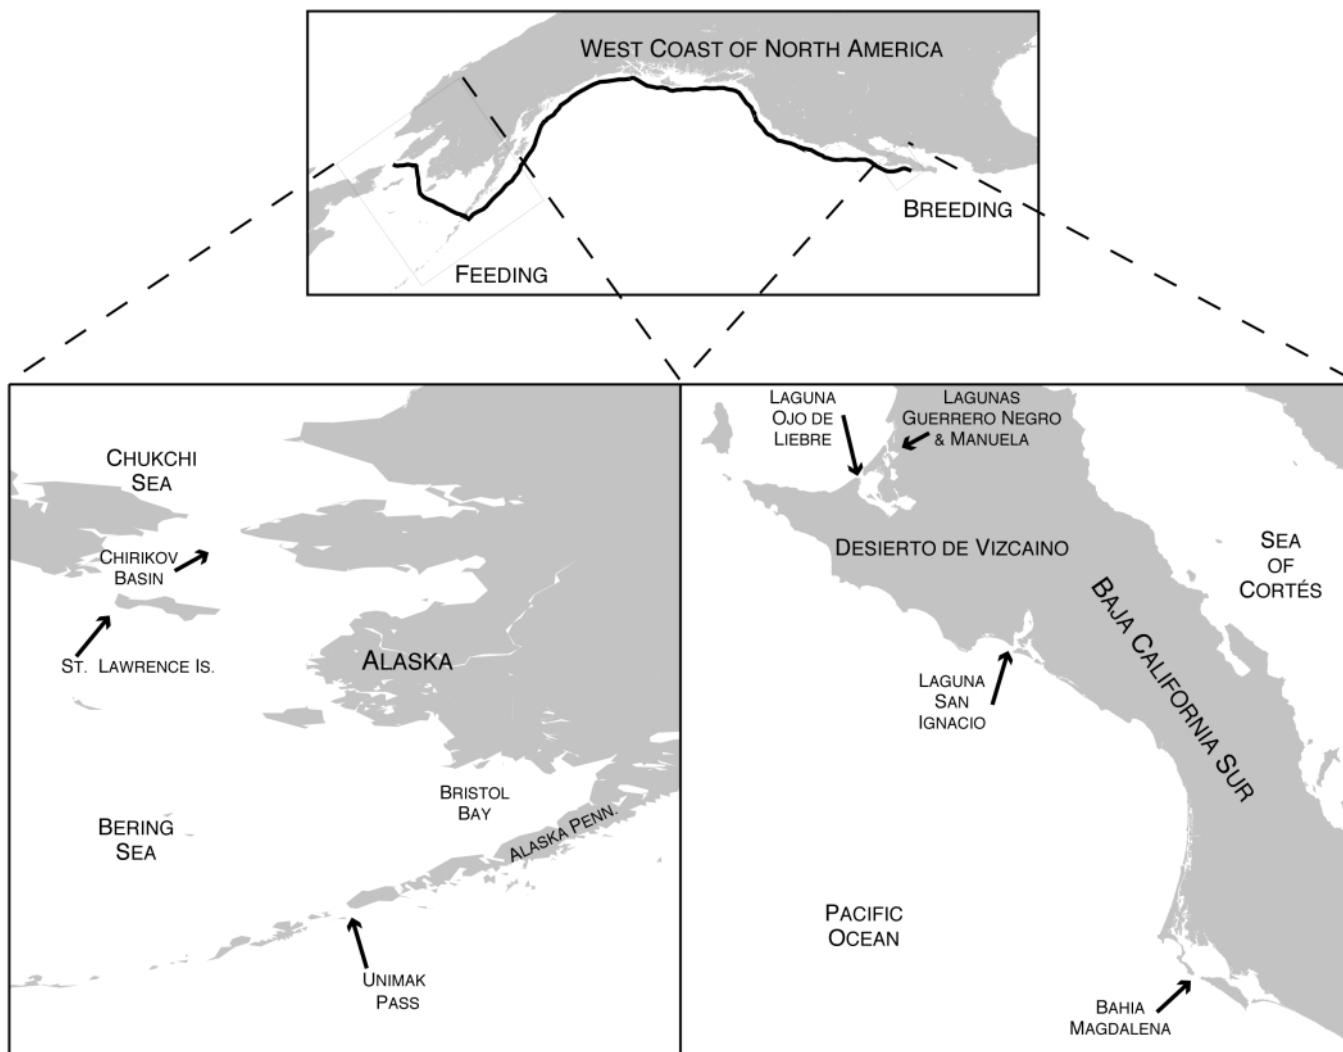 WEST COAST OF NORTH AMERICA
BREEDING
FEEDING
CHUKCHI
SEA
CHIRIKOV
BASIN
ST. LAWRENCE IS.
ALASKA
BRISTOL
BAY
ALASKA PENN.
BERING
SEA
UNIMAK
PASS
LAGUNA
OJO DE
LIEBRE
LAGUNAS
GUERRERO NEGRO
& MANUELA
DESIERTO DE VIZCAINO
SEA
OF
CORTÉS
BAJA CALIFORNIA SUR
LAGUNA
SAN
IGNACIO
PACIFIC
OCEAN
BAHIA
MAGDALENA